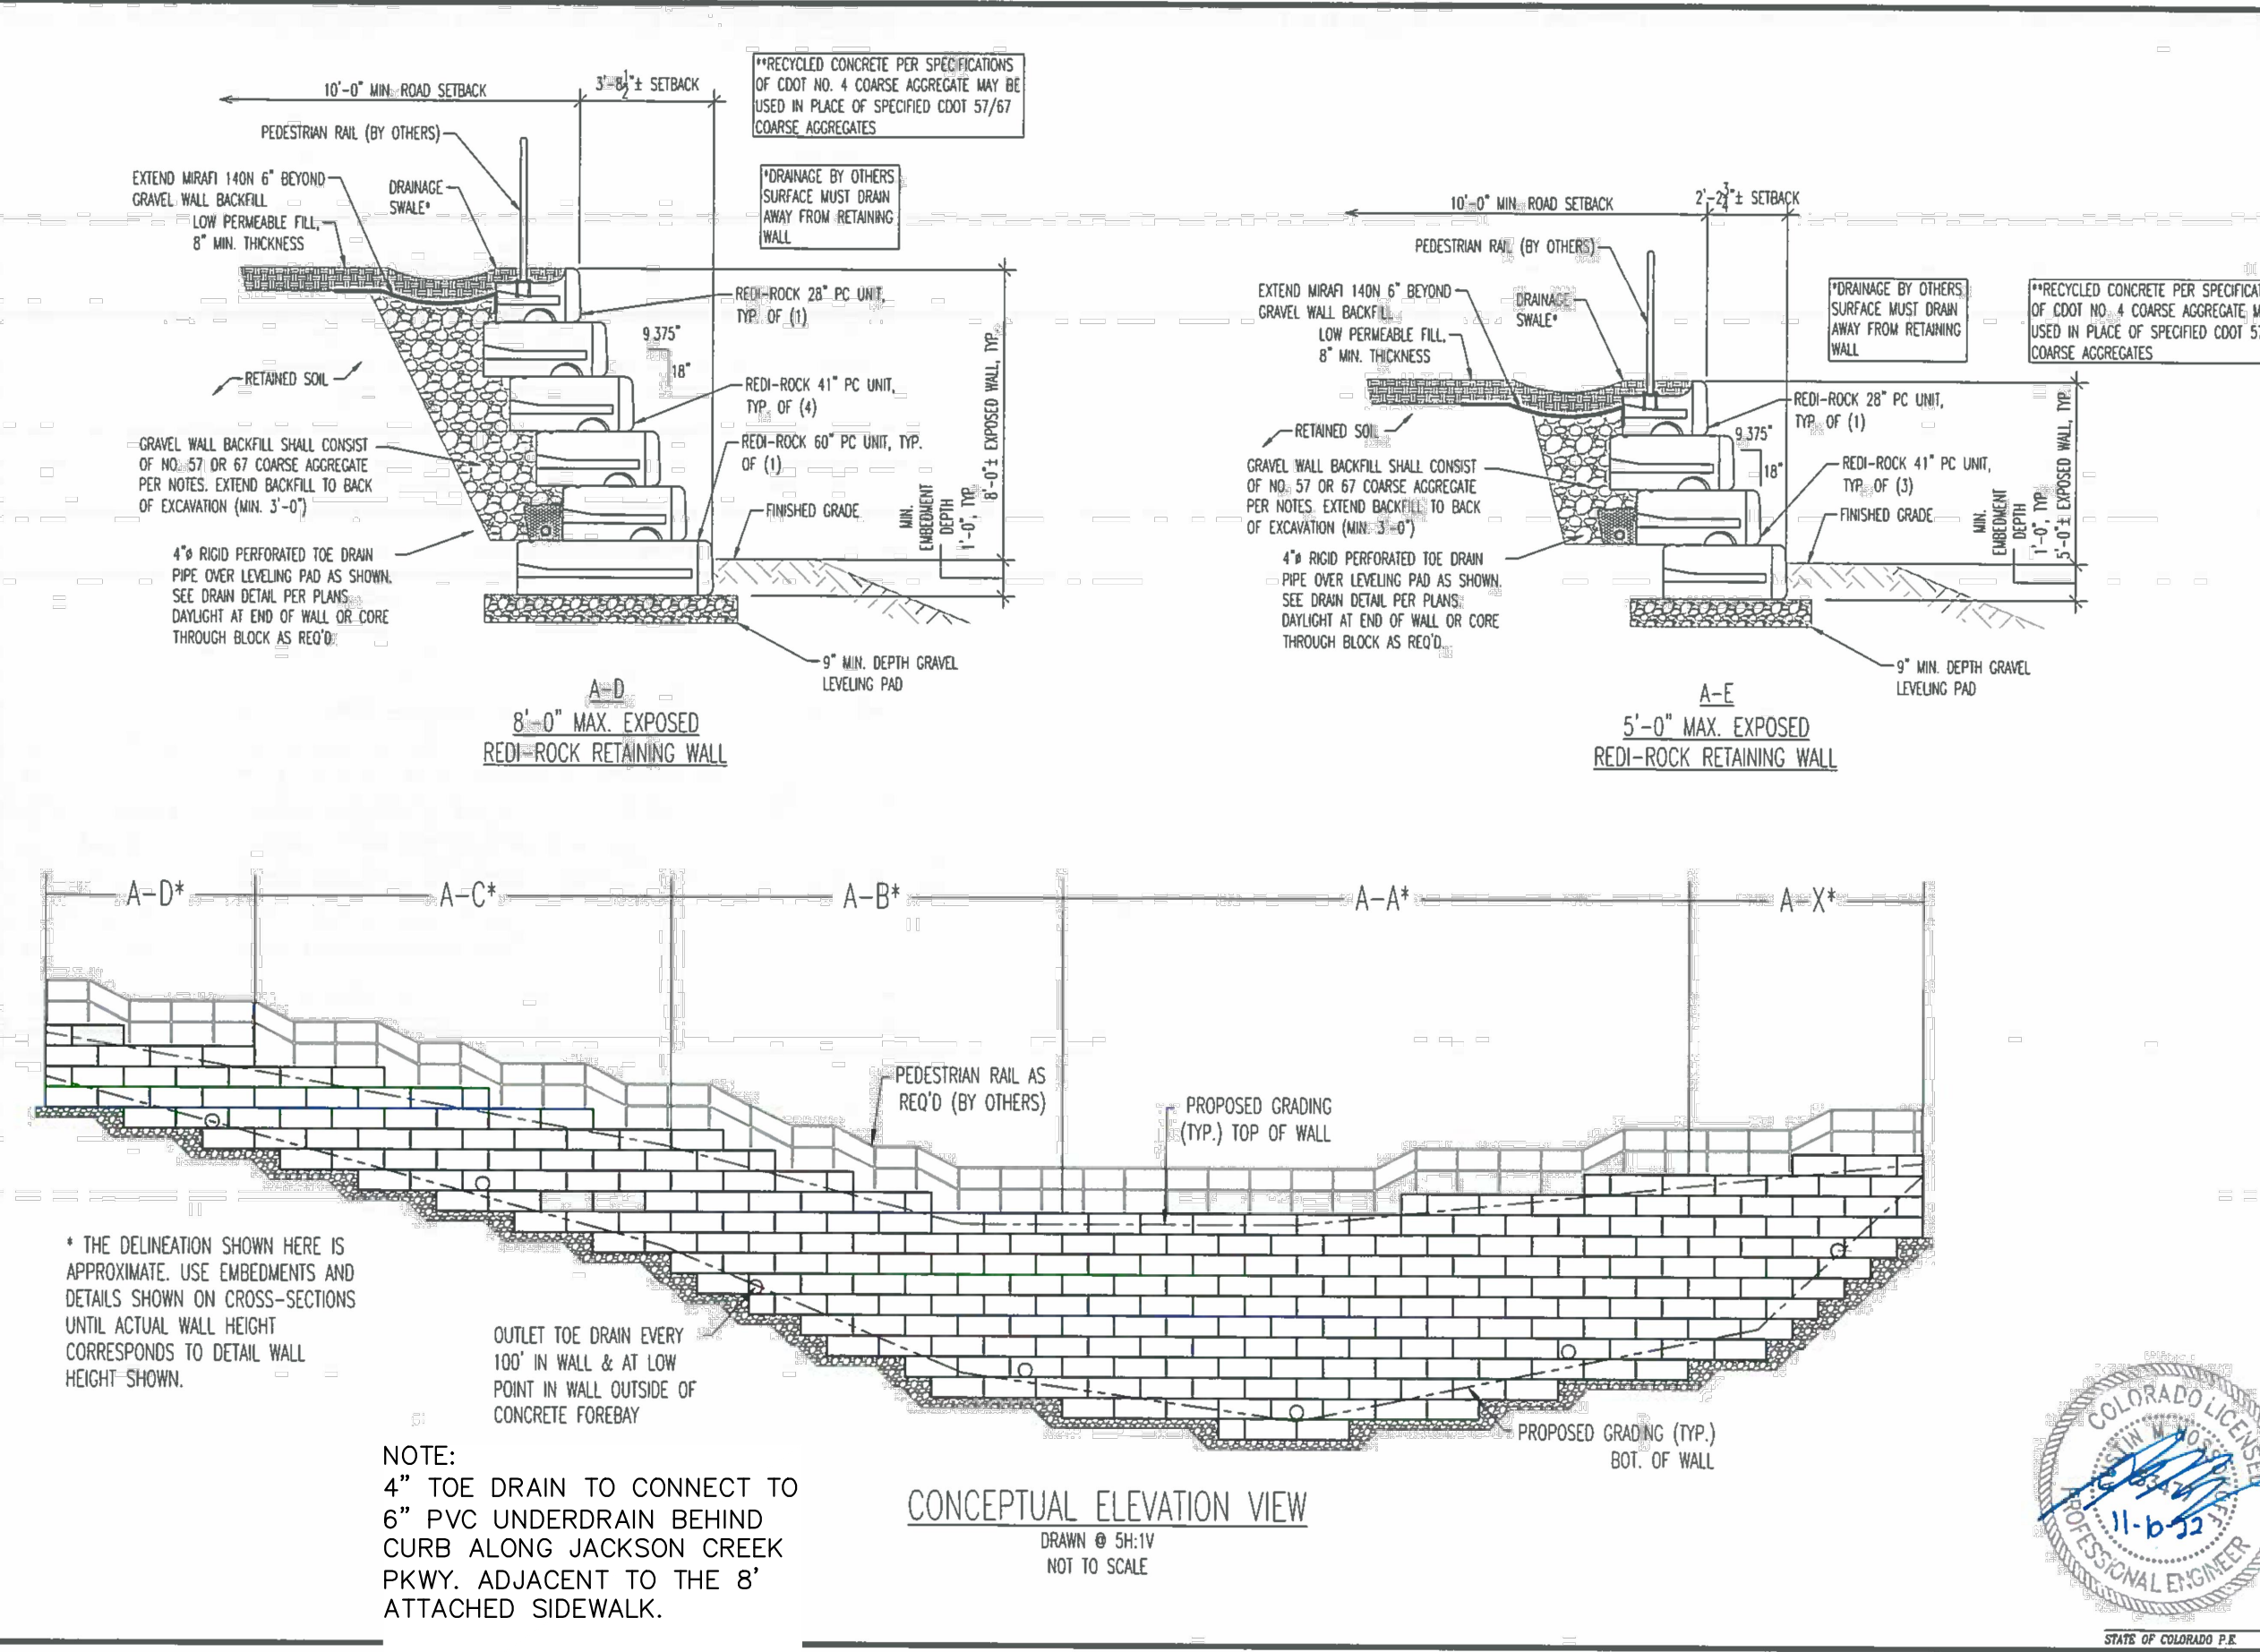 10'-0" MIN. ROAD SETBACK
3'-8½"± SETBACK
**RECYCLED CONCRETE PER SPECIFICATIONS
OF CDOT NO. 4 COARSE AGGREGATE MAY BE
USED IN PLACE OF SPECIFIED CDOT 57/67
COARSE AGGREGATES
PEDESTRIAN RAIL (BY OTHERS)
*DRAINAGE BY OTHERS
SURFACE MUST DRAIN
AWAY FROM RETAINING
WALL
EXTEND MIRAFI 140N 6" BEYOND
GRAVEL WALL BACKFILL
DRAINAGE
SWALE*
LOW PERMEABLE FILL,
8" MIN. THICKNESS
REDI-ROCK 28" PC UNIT,
TYP. OF (1)
9.375"
18"
RETAINED SOIL
REDI-ROCK 41" PC UNIT,
TYP. OF (4)
GRAVEL WALL BACKFILL SHALL CONSIST
OF NO. 57 OR 67 COARSE AGGREGATE
PER NOTES. EXTEND BACKFILL TO BACK
OF EXCAVATION (MIN. 3'-0")
REDI-ROCK 60" PC UNIT, TYP.
OF (1)
FINISHED GRADE
MIN.
EMBEDMENT
DEPTH
1'-0", TYP.
8'-0"± EXPOSED WALL, TYP.
4"ø RIGID PERFORATED TOE DRAIN
PIPE OVER LEVELING PAD AS SHOWN.
SEE DRAIN DETAIL PER PLANS.
DAYLIGHT AT END OF WALL OR CORE
THROUGH BLOCK AS REQ'D.
9" MIN. DEPTH GRAVEL
LEVELING PAD
A-D
8'-0" MAX. EXPOSED
REDI-ROCK RETAINING WALL
10'-0" MIN. ROAD SETBACK
2'-2¾"± SETBACK
PEDESTRIAN RAIL (BY OTHERS)
*DRAINAGE BY OTHERS
SURFACE MUST DRAIN
AWAY FROM RETAINING
WALL
**RECYCLED CONCRETE PER
OF CDOT NO. 4 COARSE AGGREGATE
USED IN PLACE OF SPECIFIED CDOT
COARSE AGGREGATES
EXTEND MIRAFI 140N 6" BEYOND
GRAVEL WALL BACKFILL
DRAINAGE
SWALE*
LOW PERMEABLE FILL,
8" MIN. THICKNESS
REDI-ROCK 28" PC UNIT,
TYP. OF (1)
9.375"
18"
RETAINED SOIL
GRAVEL WALL BACKFILL SHALL CONSIST
OF NO. 57 OR 67 COARSE AGGREGATE
PER NOTES. EXTEND BACKFILL TO BACK
OF EXCAVATION (MIN. 3'-0")
REDI-ROCK 41" PC UNIT,
TYP. OF (3)
FINISHED GRADE
MIN.
EMBEDMENT
DEPTH
1'-0", TYP.
5'-0"± EXPOSED WALL, TYP.
4"ø RIGID PERFORATED TOE DRAIN
PIPE OVER LEVELING PAD AS SHOWN.
SEE DRAIN DETAIL PER PLANS.
DAYLIGHT AT END OF WALL OR CORE
THROUGH BLOCK AS REQ'D.
9" MIN. DEPTH GRAVEL
LEVELING PAD
A-E
5'-0" MAX. EXPOSED
REDI-ROCK RETAINING WALL
A-D* A-C* A-B* A-A* A-X*
PEDESTRIAN RAIL AS
REQ'D (BY OTHERS)
PROPOSED GRADING
(TYP.) TOP OF WALL
* THE DELINEATION SHOWN HERE IS
APPROXIMATE. USE EMBEDMENTS AND
DETAILS SHOWN ON CROSS-SECTIONS
UNTIL ACTUAL WALL HEIGHT
CORRESPONDS TO DETAIL WALL
HEIGHT SHOWN.
OUTLET TOE DRAIN EVERY
100' IN WALL & AT LOW
POINT IN WALL OUTSIDE OF
CONCRETE FOREBAY
PROPOSED GRADING (TYP.)
BOT. OF WALL
NOTE:
4" TOE DRAIN TO CONNECT TO
6" PVC UNDERDRAIN BEHIND
CURB ALONG JACKSON CREEK
PKWY. ADJACENT TO THE 8'
ATTACHED SIDEWALK.
CONCEPTUAL ELEVATION VIEW
DRAWN @ 5H:1V
NOT TO SCALE
COLORADO LICENSED
PROFESSIONAL ENGINEER
STATE OF COLORADO P.E.